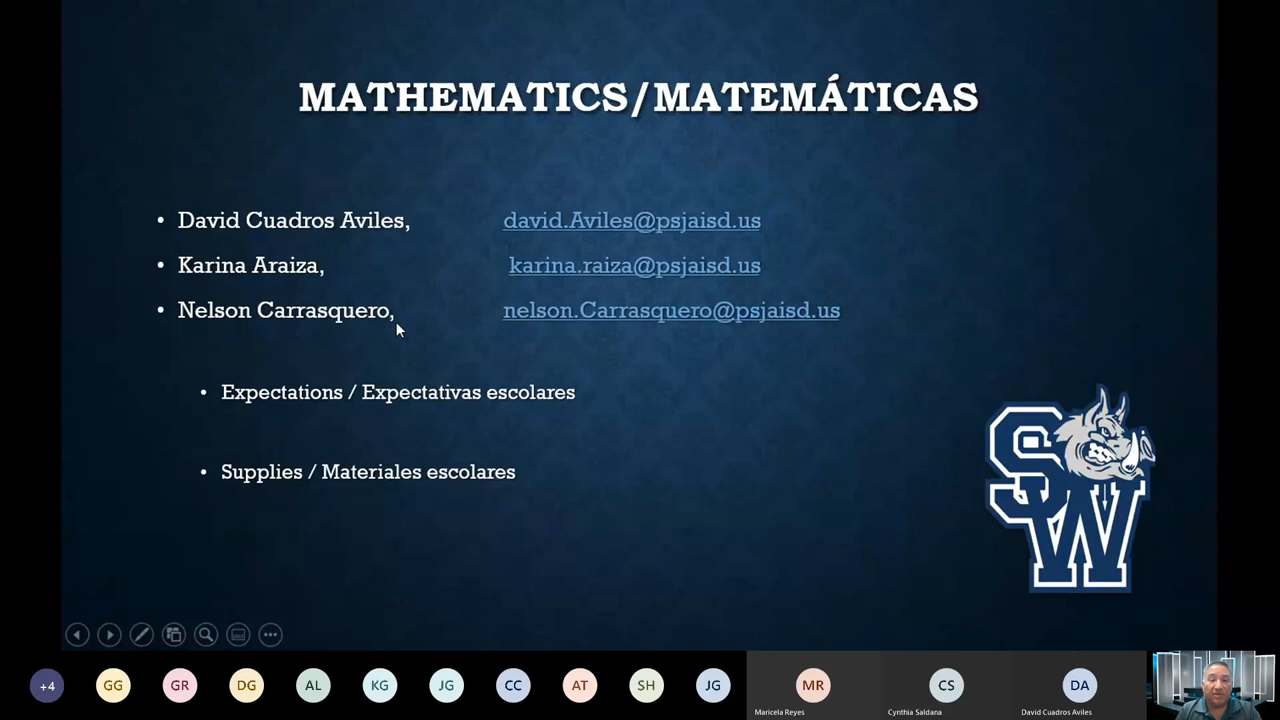 MATHEMATICS/MATEMÁTICAS
• David Cuadros Aviles, david.Aviles@psjaisd.us
• Karina Araiza, karina.raiza@psjaisd.us
• Nelson Carrasquero, nelson.Carrasquero@psjaisd.us
• Expectations / Expectativas escolares
• Supplies / Materiales escolares
SW
+4 GG GR DG AL KG JG CC AT SH JG MR CS DA
Maricela Reyes Cynthia Saldana David Cuadros Aviles